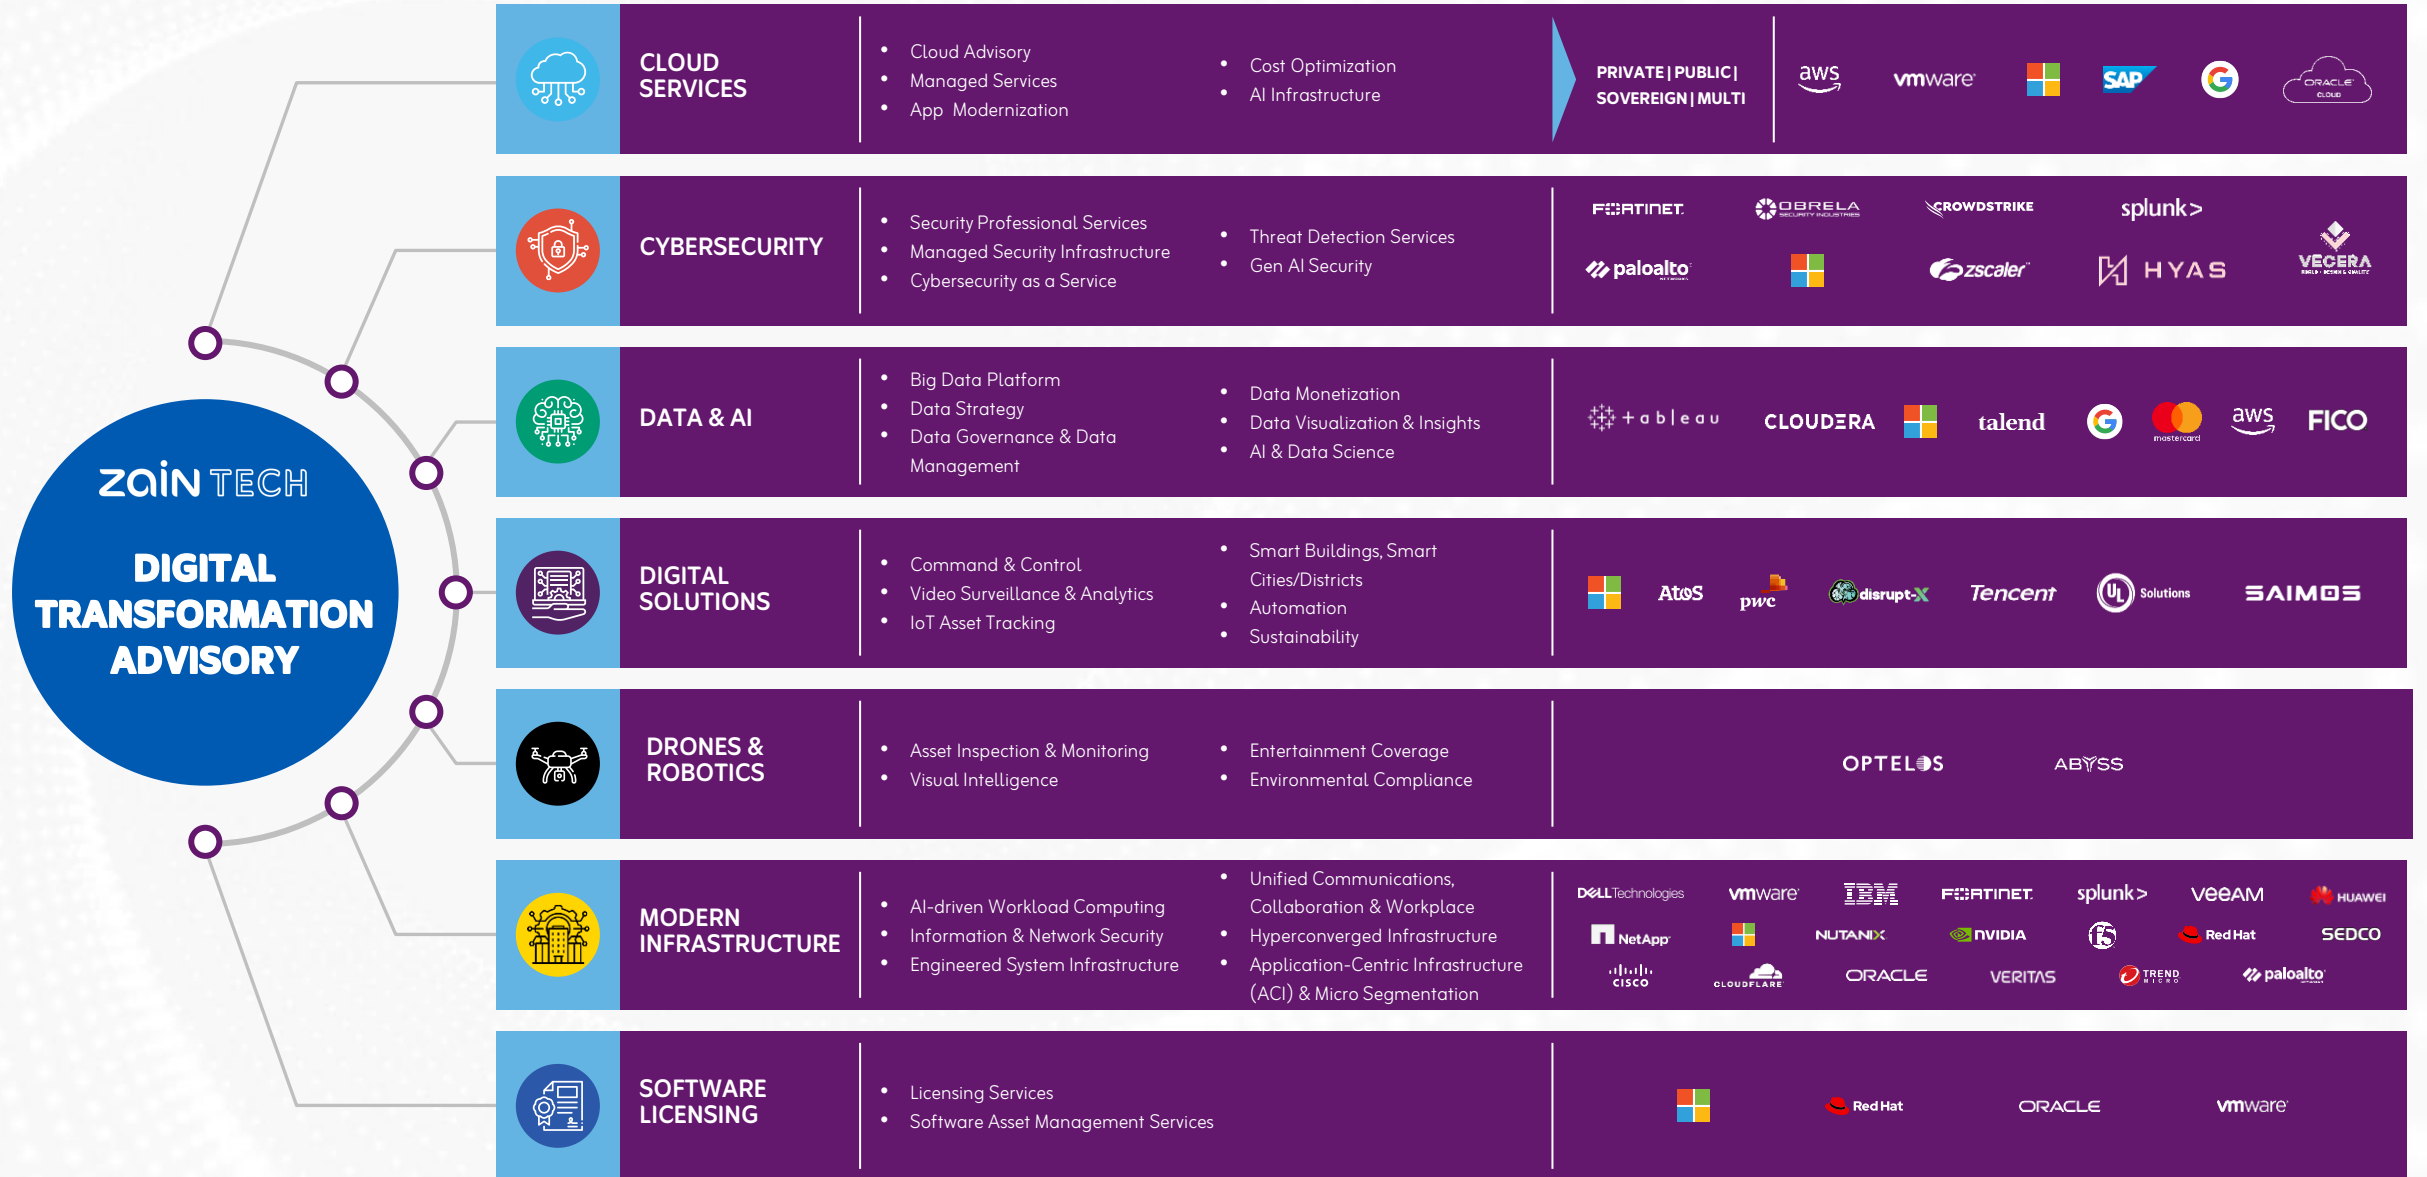 ZAIN TECH
DIGITAL
TRANSFORMATION
ADVISORY
CLOUD
SERVICES
• Cloud Advisory
• Managed Services
• App Modernization
• Cost Optimization
• AI Infrastructure
PRIVATE | PUBLIC |
SOVEREIGN | MULTI
aws
vmware
SAP
G
ORACLE
CLOUD
CYBERSECURITY
• Security Professional Services
• Managed Security Infrastructure
• Cybersecurity as a Service
• Threat Detection Services
• Gen AI Security
FORTINET
OBRELA
SECURITY INDUSTRIES
CROWDSTRIKE
splunk>
paloalto
NETWORKS
zscaler
HYAS
VECERA
DATA & AI
• Big Data Platform
• Data Strategy
• Data Governance & Data
Management
• Data Monetization
• Data Visualization & Insights
• AI & Data Science
+ableau
CLOUDERA
talend
G
mastercard
aws
FICO
DIGITAL
SOLUTIONS
• Command & Control
• Video Surveillance & Analytics
• IoT Asset Tracking
• Smart Buildings, Smart
Cities/Districts
• Automation
• Sustainability
Atos
pwc
disrupt-X
Tencent
UL Solutions
SAIMOS
DRONES &
ROBOTICS
• Asset Inspection & Monitoring
• Visual Intelligence
• Entertainment Coverage
• Environmental Compliance
OPTELOS
ABYSS
MODERN
INFRASTRUCTURE
• AI-driven Workload Computing
• Information & Network Security
• Engineered System Infrastructure
• Unified Communications,
Collaboration & Workplace
• Hyperconverged Infrastructure
• Application-Centric Infrastructure
(ACI) & Micro Segmentation
DELL Technologies
vmware
IBM
FORTINET
splunk>
veeAM
HUAWEI
NetApp
NUTANIX
NVIDIA
f5
Red Hat
SEDCO
CISCO
CLOUDFLARE
ORACLE
VERITAS
TREND
MICRO
paloalto
SOFTWARE
LICENSING
• Licensing Services
• Software Asset Management Services
Red Hat
ORACLE
vmware